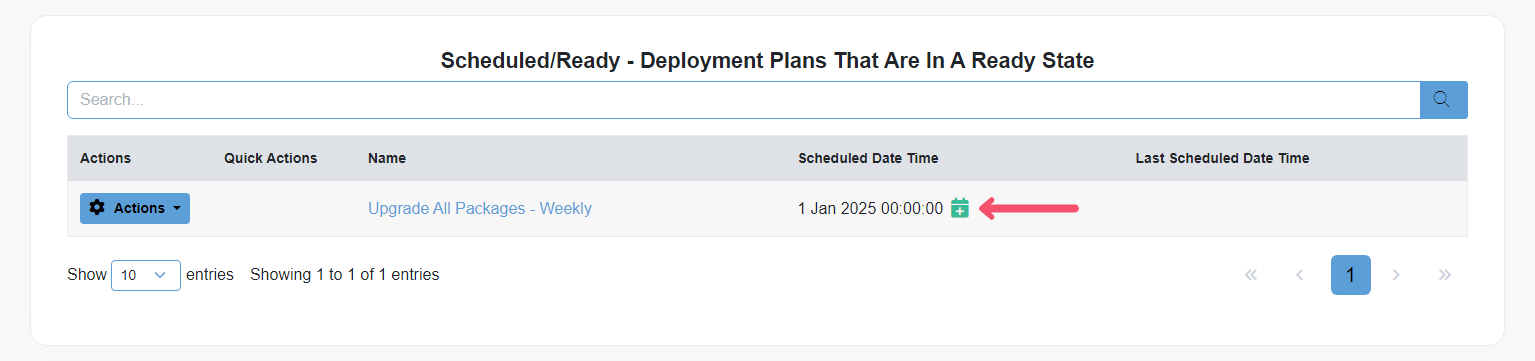 Scheduled/Ready - Deployment Plans That Are In A Ready State
Search...
Actions Quick Actions Name Scheduled Date Time Last Scheduled Date Time
Actions Upgrade All Packages - Weekly 1 Jan 2025 00:00:00
Show 10 entries Showing 1 to 1 of 1 entries « ‹ 1 › »